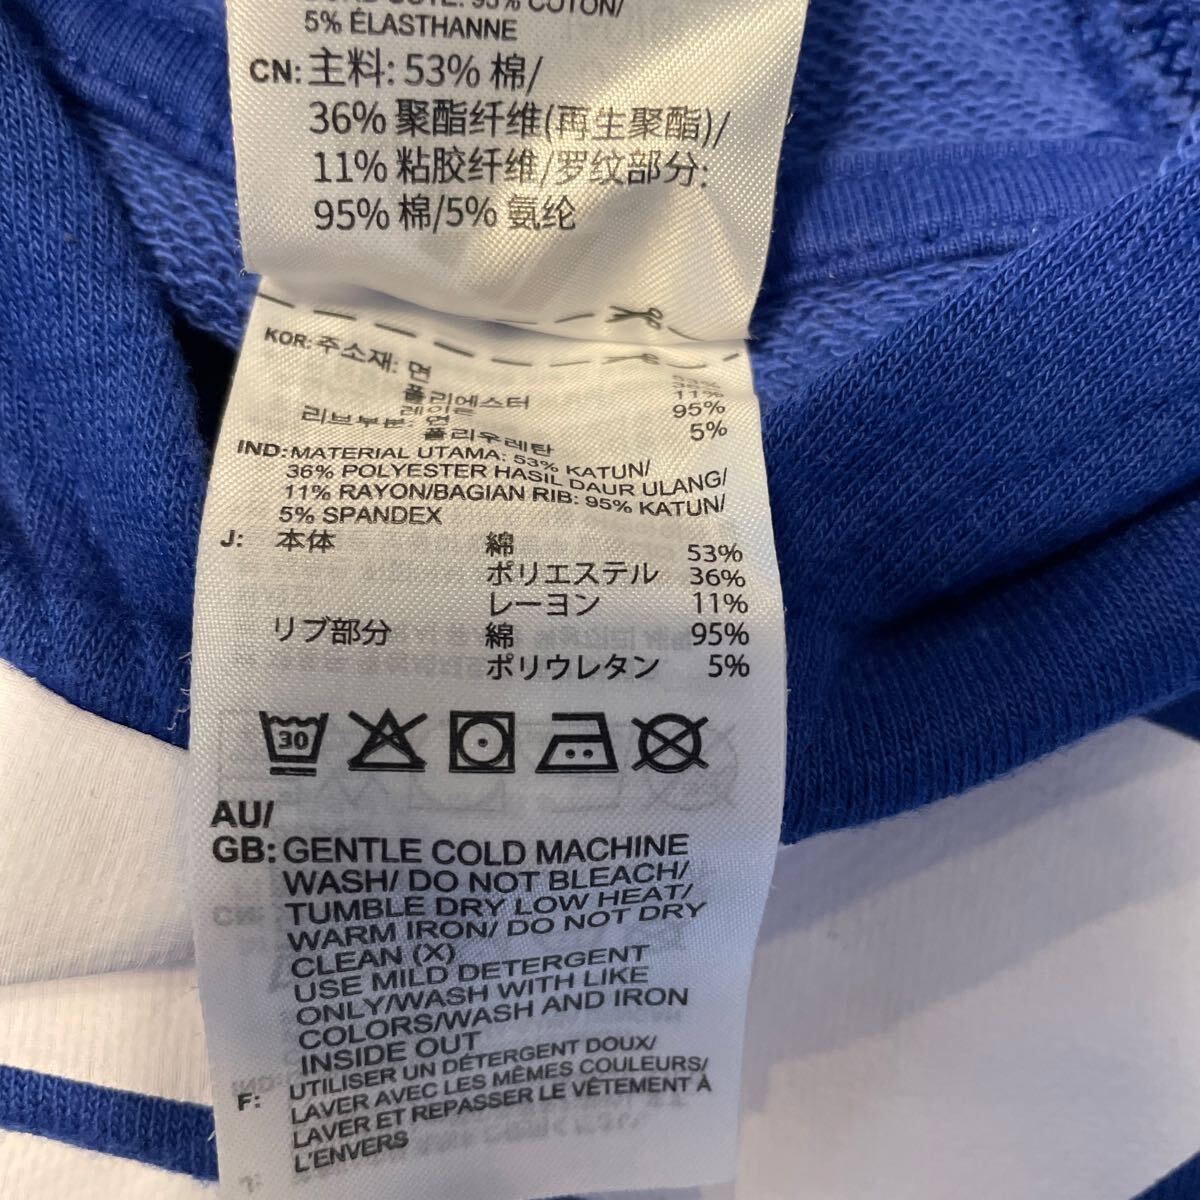 5% ÉLASTHANNE
CN: 主料: 53% 棉/
36% 聚酯纤维(再生聚酯)/
11% 粘胶纤维/罗纹部分:
95% 棉/5% 氨纶
KOR: 주소재: 면
폴리에스터
레이트 11%
리브부분: 면 95%
폴리우레탄 5%
IND: MATERIAL UTAMA: 53% KATUN/
36% POLYESTER HASIL DAUR ULANG/
11% RAYON/BAGIAN RIB: 95% KATUN/
5% SPANDEX
J: 本体 綿 53%
ポリエステル 36%
レーヨン 11%
リブ部分 綿 95%
ポリウレタン 5%
30
AU/
GB: GENTLE COLD MACHINE
WASH/ DO NOT BLEACH/
TUMBLE DRY LOW HEAT/
WARM IRON/ DO NOT DRY
CLEAN (X)
USE MILD DETERGENT
ONLY/WASH WITH LIKE
COLORS/WASH AND IRON
INSIDE OUT
F: UTILISER UN DÉTERGENT DOUX/
LAVER AVEC LES MÊMES COULEURS/
LAVER ET REPASSER LE VÊTEMENT À
L'ENVERS